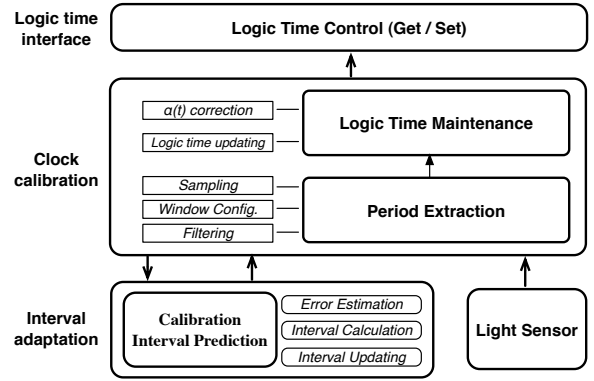 Logic time
interface
Logic Time Control (Get / Set)
Clock
calibration
α(t) correction
Logic time updating
Logic Time Maintenance
Sampling
Window Config.
Filtering
Period Extraction
Interval
adaptation
Calibration
Interval Prediction
Error Estimation
Interval Calculation
Interval Updating
Light Sensor